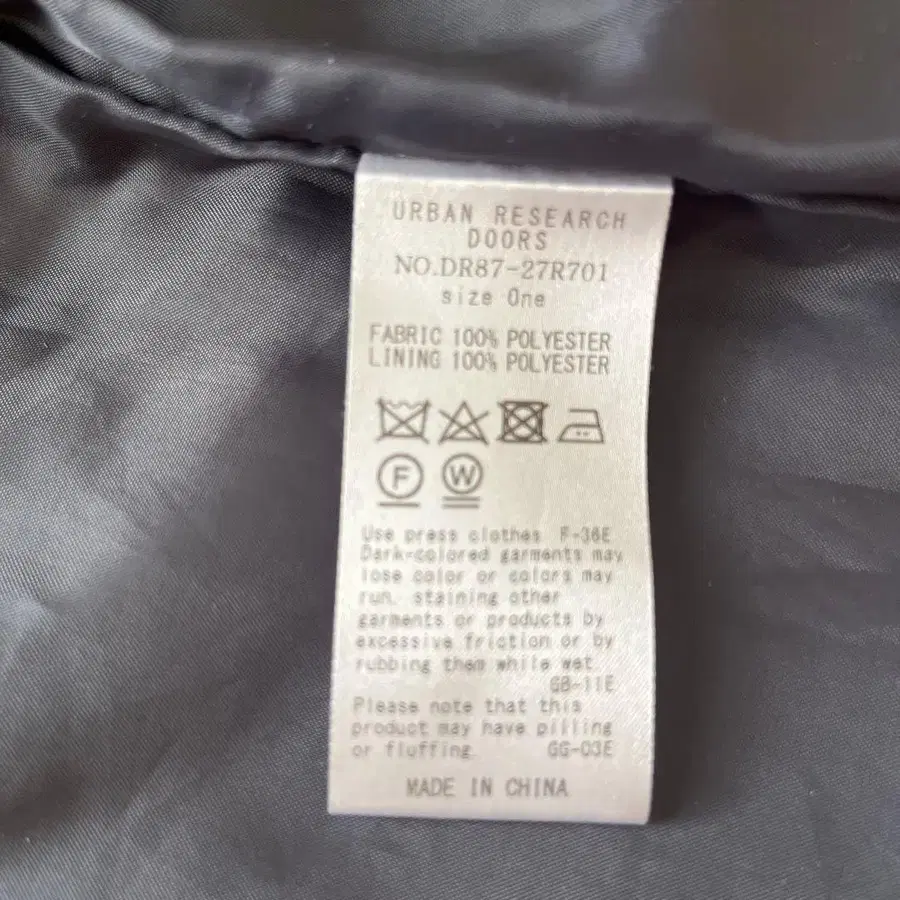 URBAN RESEARCH
DOORS
NO.DR87-27R701
size One
FABRIC 100% POLYESTER
LINING 100% POLYESTER
F W
Use press clothes F-36E
Dark-colored garments may
lose color or colors may
run, staining other
garments or products by
excessive friction or by
rubbing them while wet.
GB-11E
Please note that this
product may have pilling
or fluffing. GG-03E
MADE IN CHINA